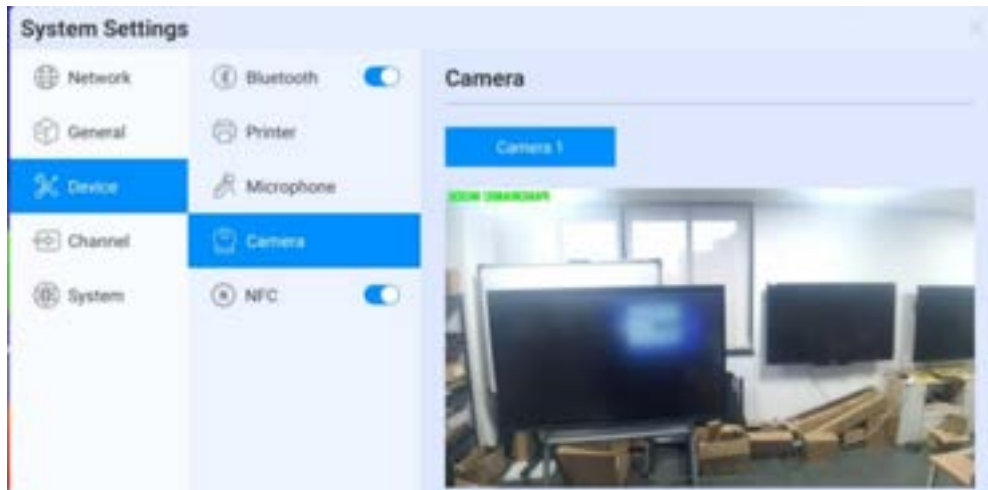 System Settings
Network
General
Device
Channel
System
Bluetooth
Printer
Microphone
Camera
NFC
Camera
Camera 1